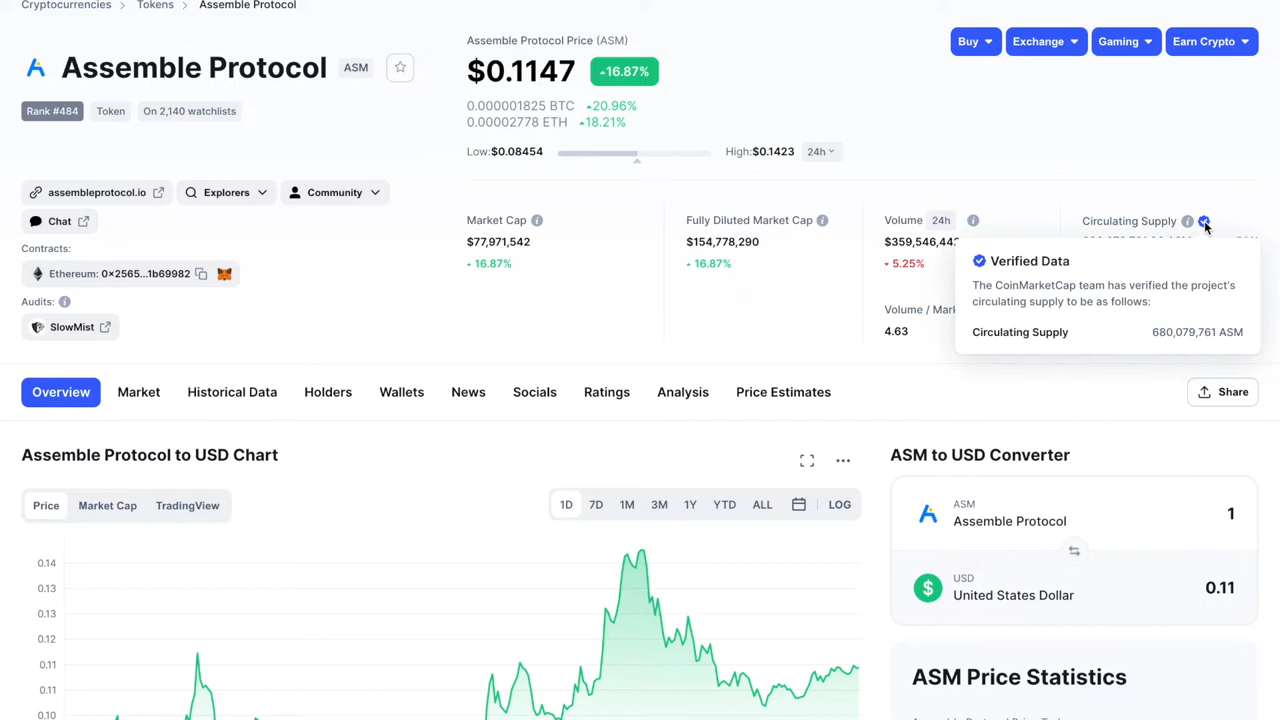 Cryptocurrencies > Tokens > Assemble Protocol
Assemble Protocol ASM
Rank #484 Token On 2,140 watchlists
assembleprotocol.io Explorers Community
Chat
Contracts:
Ethereum: 0x2565...1b69982
Audits:
SlowMist
Assemble Protocol Price (ASM)
$0.1147 16.87%
0.000001825 BTC 20.96%
0.00002778 ETH 18.21%
Low:$0.08454 High:$0.1423 24h
Buy Exchange Gaming Earn Crypto
Market Cap
$77,971,542
16.87%
Fully Diluted Market Cap
$154,778,290
16.87%
Volume 24h
$359,546,442
5.25%
Volume /
4.63
Circulating Supply
Verified Data
The CoinMarketCap team has verified the project's
circulating supply to be as follows:
Circulating Supply 680,079,761 ASM
Overview Market Historical Data Holders Wallets News Socials Ratings Analysis Price Estimates Share
Assemble Protocol to USD Chart
Price Market Cap TradingView 1D 7D 1M 3M 1Y YTD ALL LOG
0.14
0.13
0.13
0.12
0.11
0.11
0.10
ASM to USD Converter
ASM
Assemble Protocol 1
USD
United States Dollar 0.11
ASM Price Statistics